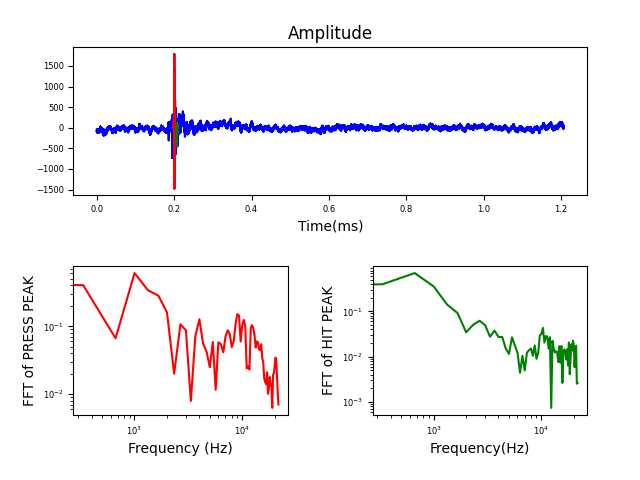 Amplitude
1500
1000
500
0
−500
−1000
−1500
0.0 0.2 0.4 0.6 0.8 1.0 1.2
Time(ms)
FFT of PRESS PEAK
10⁻¹
10⁻²
10³ 10⁴
Frequency (Hz)
FFT of HIT PEAK
10⁻¹
10⁻²
10⁻³
10³ 10⁴
Frequency(Hz)